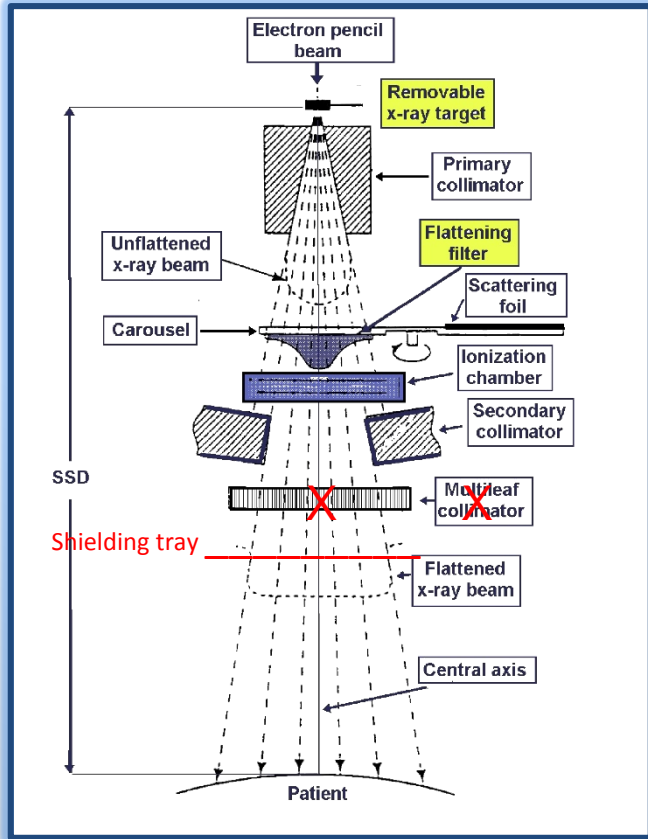 Electron pencil
beam
Removable
x-ray target
Primary
collimator
Unflattened
x-ray beam
Flattening
filter
Scattering
foil
Carousel
Ionization
chamber
Secondary
collimator
SSD
X
Multileaf
collimator
X
Shielding tray
Flattened
x-ray beam
Central axis
Patient